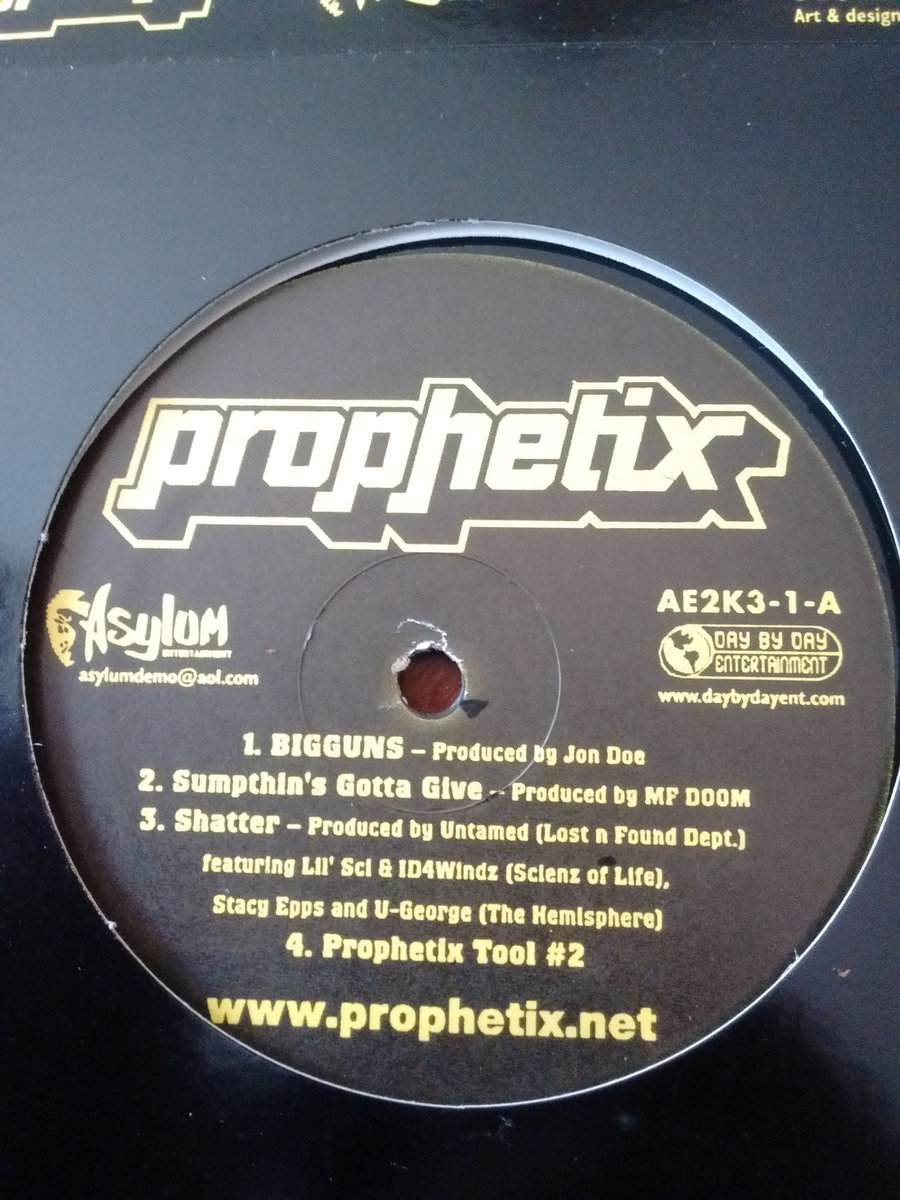 Art & design
prophetix
Asylum
ENTERTAINMENT
asylumdemo@aol.com
AE2K3-1-A
DAY BY DAY
ENTERTAINMENT
www.daybydayent.com
1. BIGGUNS – Produced by Jon Doe
2. Sumpthin's Gotta Give -- Produced by MF DOOM
3. Shatter – Produced by Untamed (Lost n Found Dept.)
featuring Lil' Sci & ID4Windz (Scienz of Life),
Stacy Epps and U-George (The Hemisphere)
4. Prophetix Tool #2
www.prophetix.net